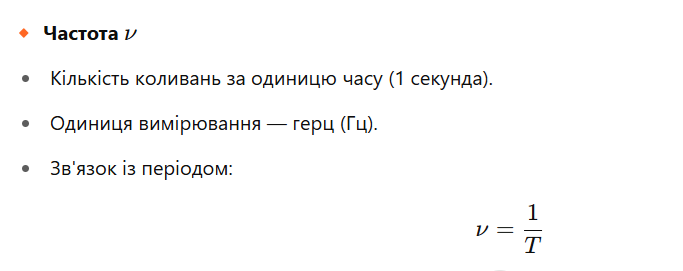 Частота ν
Кількість коливань за одиницю часу (1 секунда).
Одиниця вимірювання — герц (Гц).
Зв'язок із періодом:
ν = 1/T